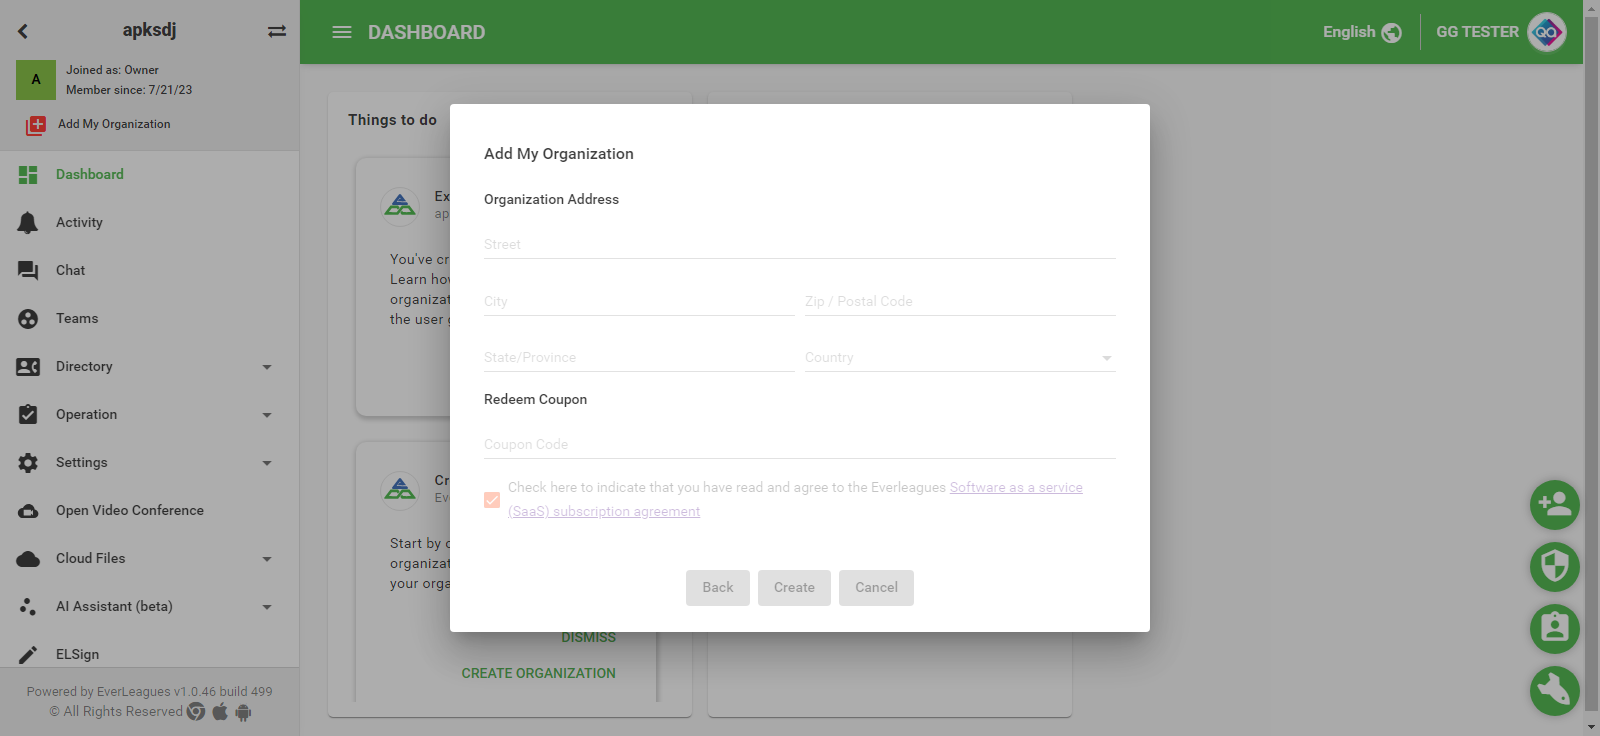 apksdj
A
Joined as: Owner
Member since: 7/21/23
Add My Organization
Dashboard
Activity
Chat
Teams
Directory
Operation
Settings
Open Video Conference
Cloud Files
AI Assistant (beta)
ELSign
Powered by EverLeagues v1.0.46 build 499
© All Rights Reserved
DASHBOARD
English
GG TESTER
QA
Things to do
Ex
ap
You've cr
Learn how
organizat
the user g
Cr
Ev
Start by c
organizat
your orga
DISMISS
CREATE ORGANIZATION
Add My Organization
Organization Address
Street
City
Zip / Postal Code
State/Province
Country
Redeem Coupon
Coupon Code
Check here to indicate that you have read and agree to the Everleagues Software as a service
(SaaS) subscription agreement
Back
Create
Cancel